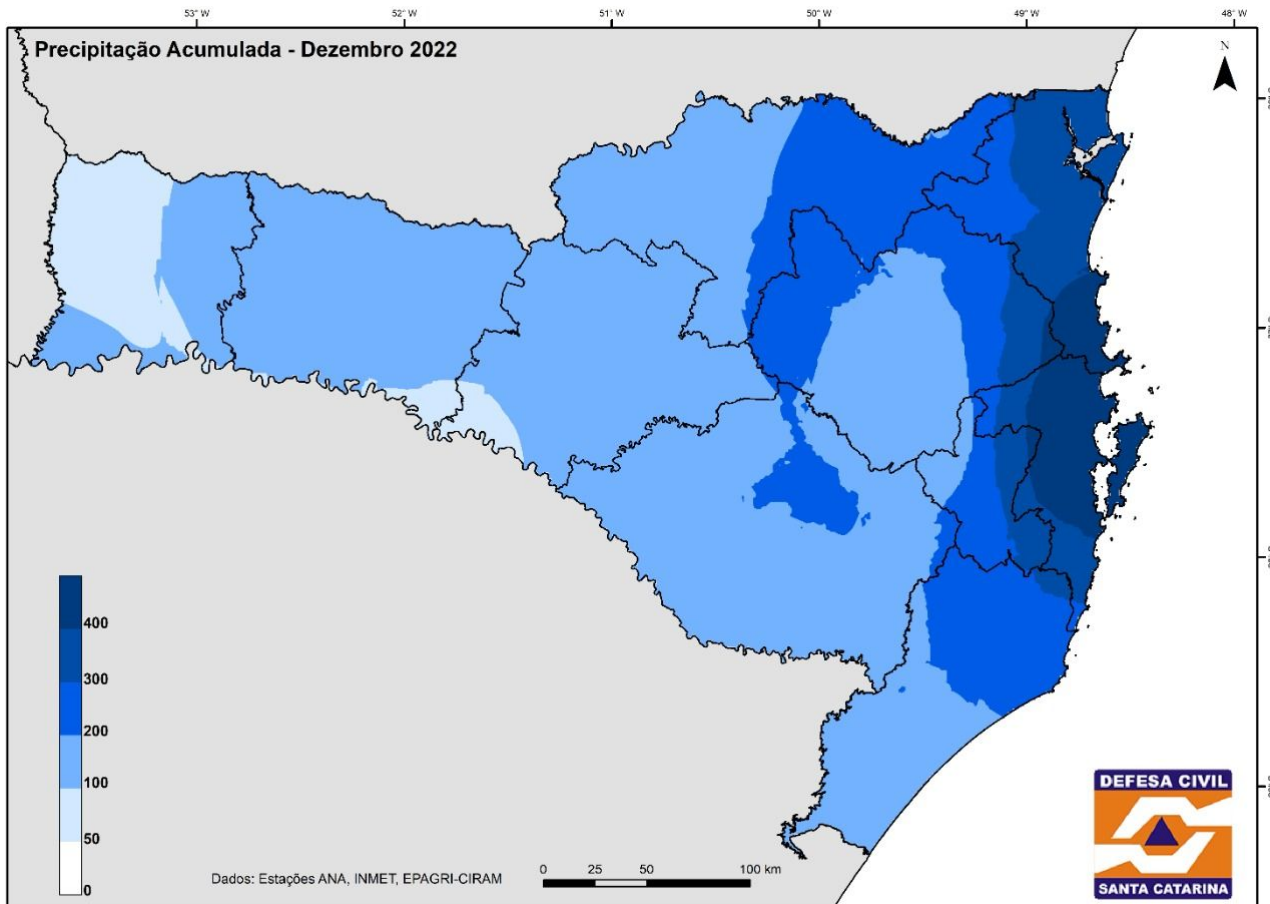 53° W
52° W
51° W
50° W
49° W
48° W
Precipitação Acumulada - Dezembro 2022
N
400
300
200
100
50
0
Dados: Estações ANA, INMET, EPAGRI-CIRAM
0 25 50 100 km
DEFESA CIVIL
SANTA CATARINA